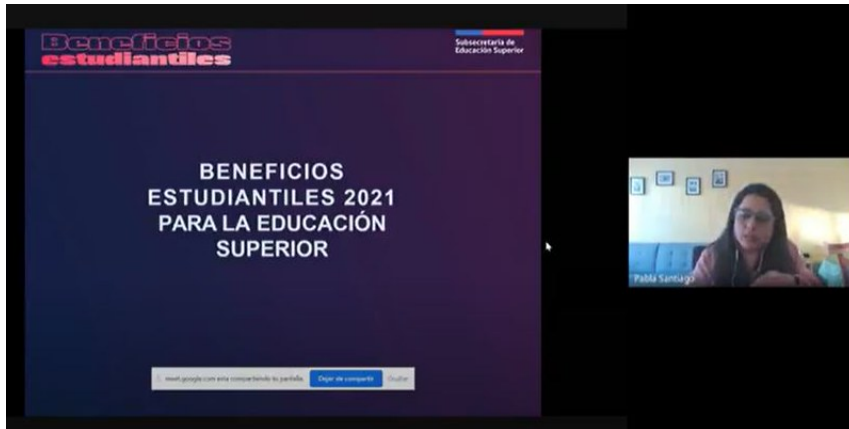 Beneficios
estudiantiles
Subsecretaría de
Educación Superior
BENEFICIOS
ESTUDIANTILES 2021
PARA LA EDUCACIÓN
SUPERIOR
Pabla Santiago
meet.google.com está compartiendo tu pantalla.
Dejar de compartir
Ocultar